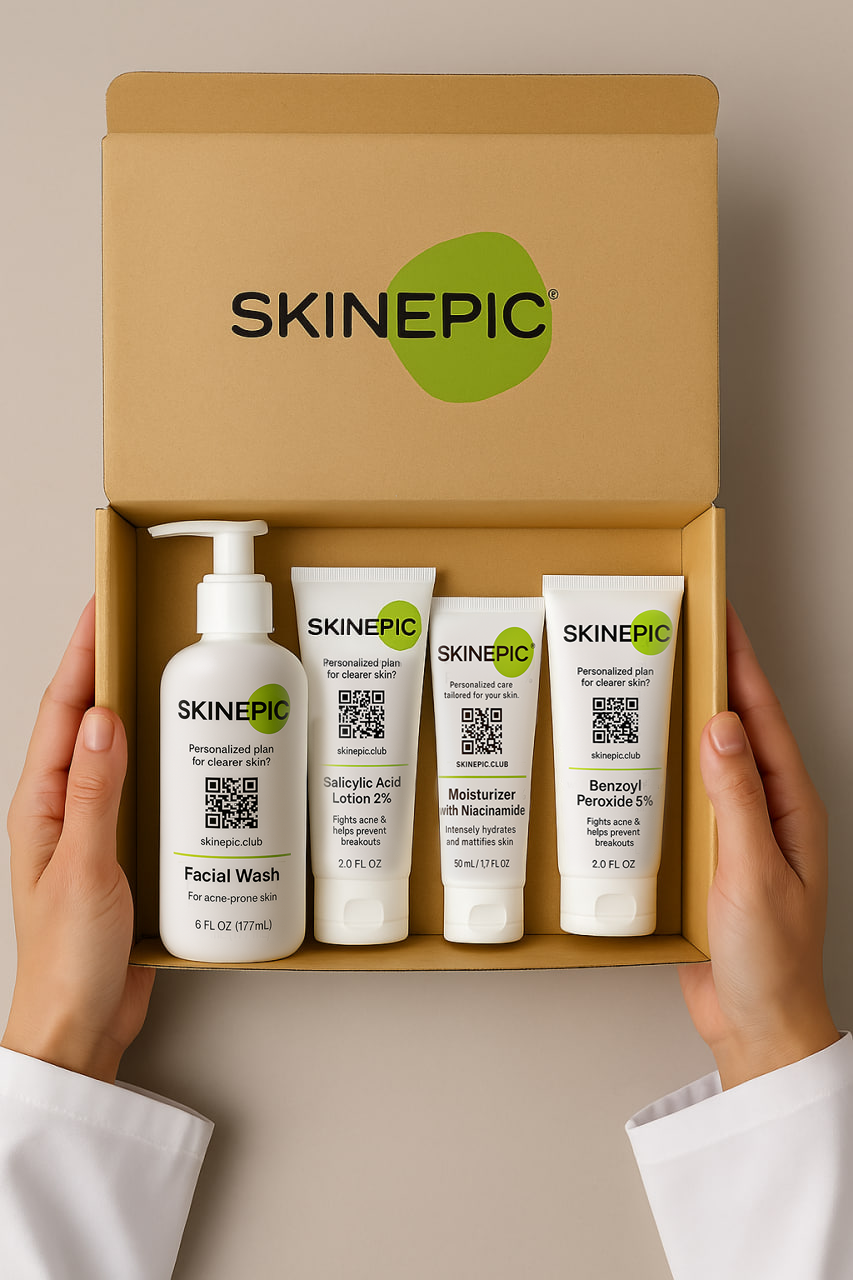 SKINEPIC®
SKINEPIC
Personalized plan
for clearer skin?
skinepic.club
Facial Wash
For acne-prone skin
6 FL OZ (177mL)
SKINEPIC
Personalized plan
for clearer skin?
skinepic.club
Salicylic Acid
Lotion 2%
Fights acne &
helps prevent
breakouts
2.0 FL OZ
SKINEPIC®
Personalized care
tailored for your skin.
SKINEPIC.CLUB
Moisturizer
with Niacinamide
Intensely hydrates
and mattifies skin
50 mL/1,7 FL OZ
SKINEPIC
Personalized plan
for clearer skin?
skinepic.club
Benzoyl
Peroxide 5%
Fights acne &
helps prevent
breakouts
2.0 FL OZ